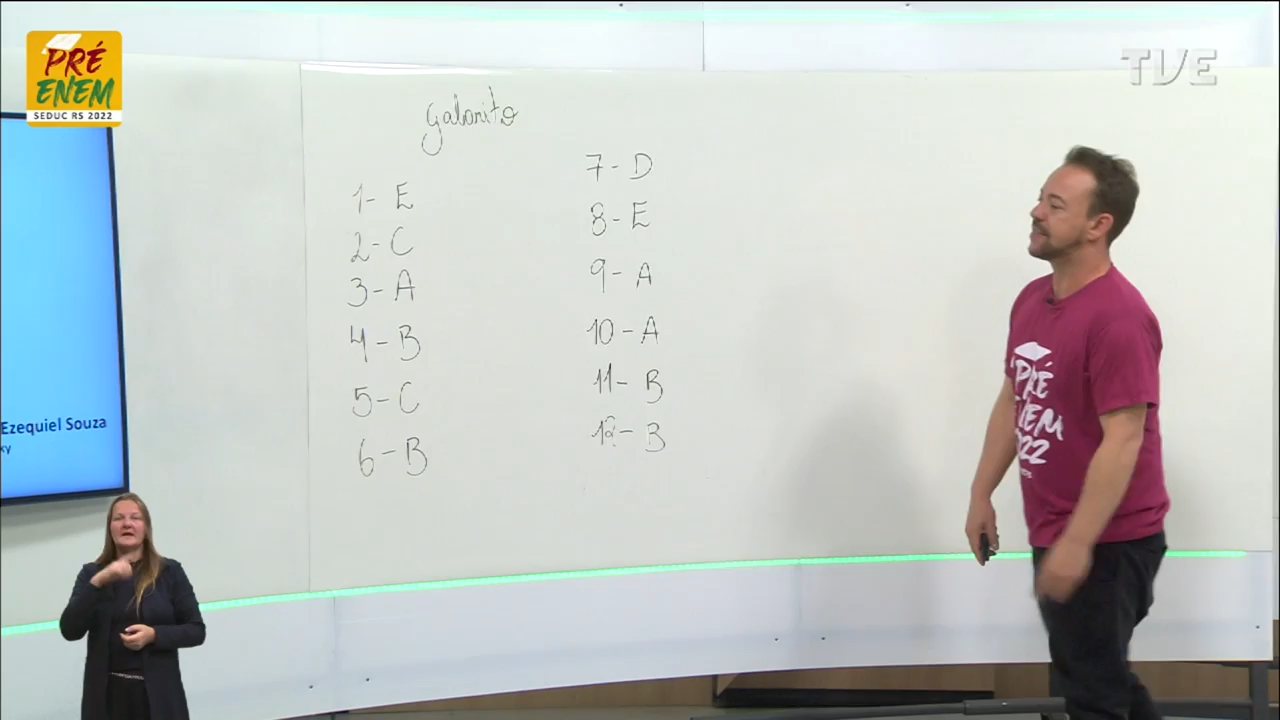 PRÉ
ENEM
SEDUC RS 2022
TVE
Gabarito
1- E
2- C
3- A
4- B
5- C
6- B
7- D
8- E
9- A
10- A
11- B
12- B
Ezequiel Souza
PRÉ
ENEM
2022